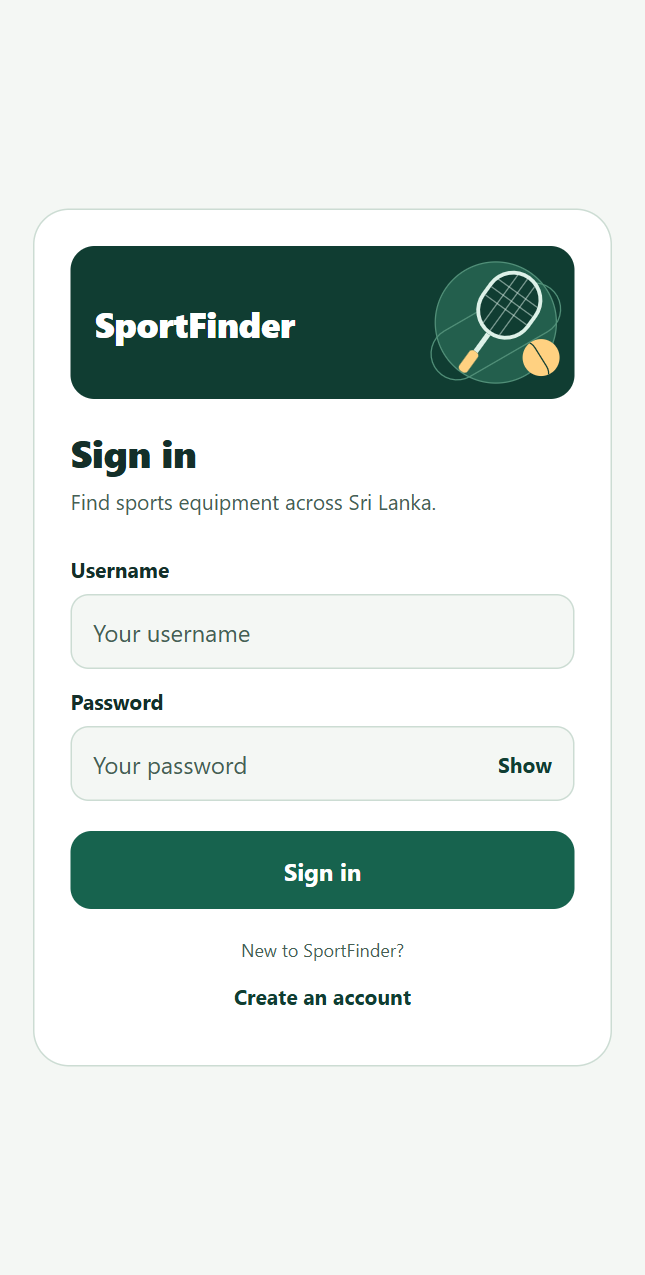 SportFinder
Sign in
Find sports equipment across Sri Lanka.
Username
Your username
Password
Your password
Show
Sign in
New to SportFinder?
Create an account